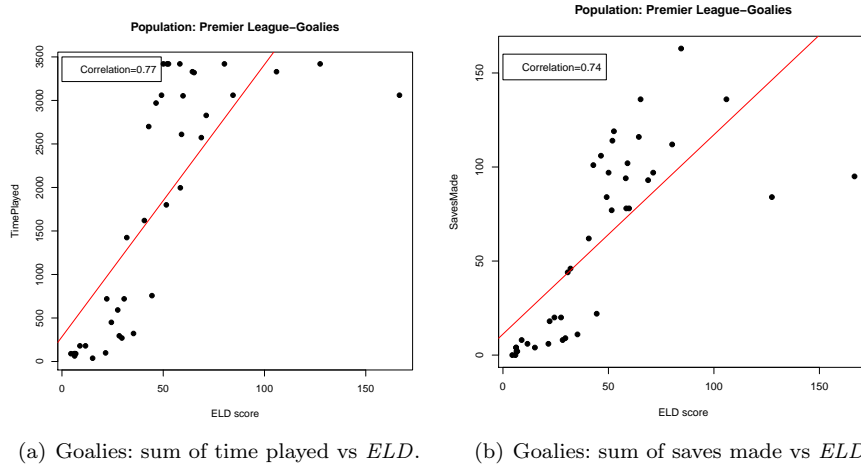 Population: Premier League−Goalies
Correlation=0.77
TimePlayed
0
500
1000
1500
2000
2500
3000
3500
0 50 100 150
ELD score
(a) Goalies: sum of time played vs ELD.
Population: Premier League−Goalies
Correlation=0.74
SavesMade
0
50
100
150
0 50 100 150
ELD score
(b) Goalies: sum of saves made vs ELD